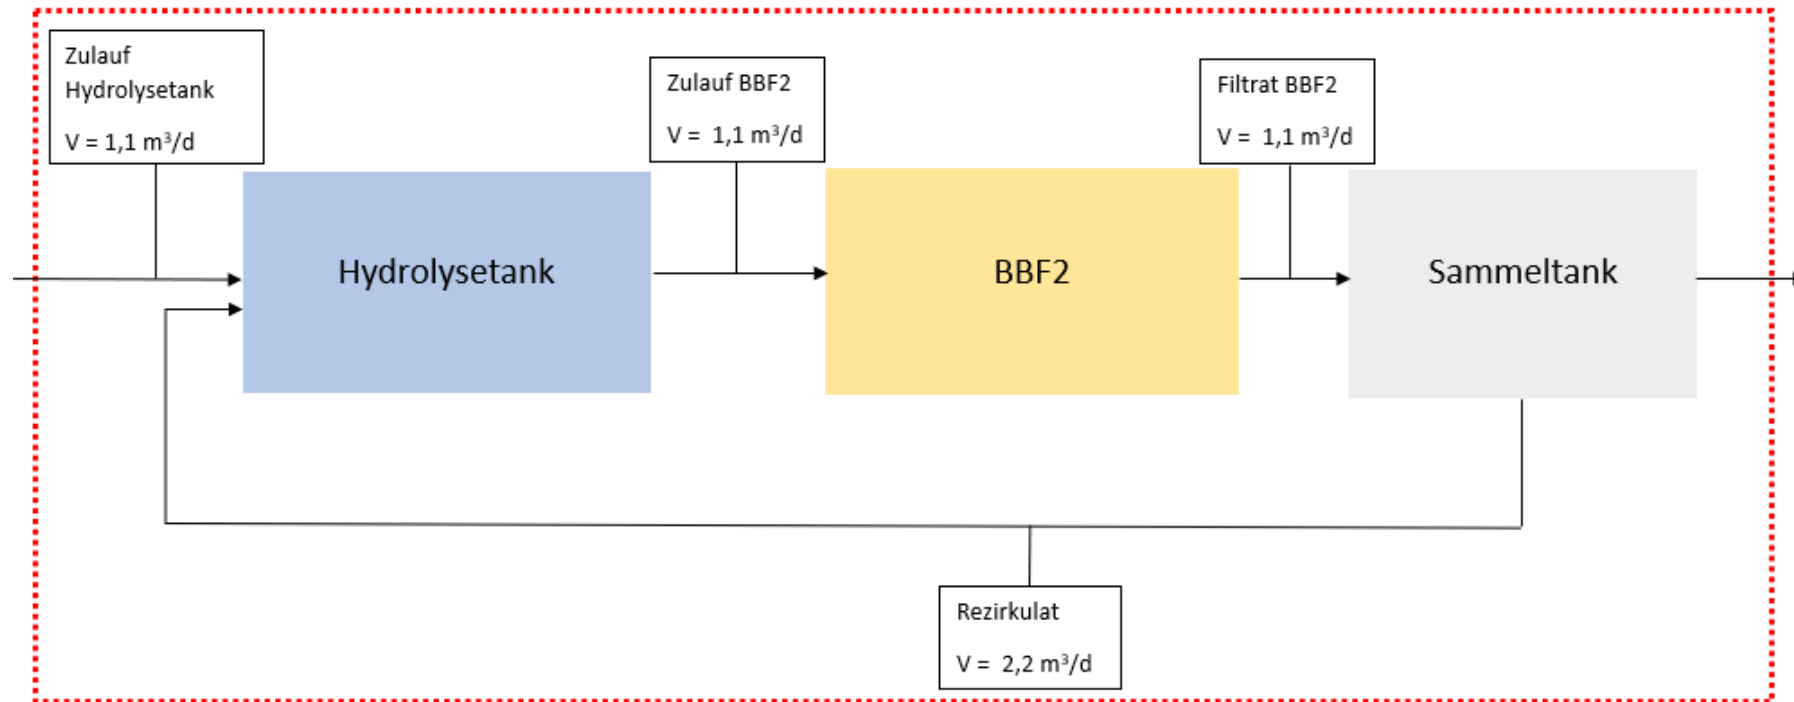 Zulauf
Hydrolysetank
V = 1,1 m³/d
Zulauf BBF2
V =  1,1 m³/d
Filtrat BBF2
V =  1,1 m³/d
Hydrolysetank
BBF2
Sammeltank
Rezirkulat
V =  2,2 m³/d